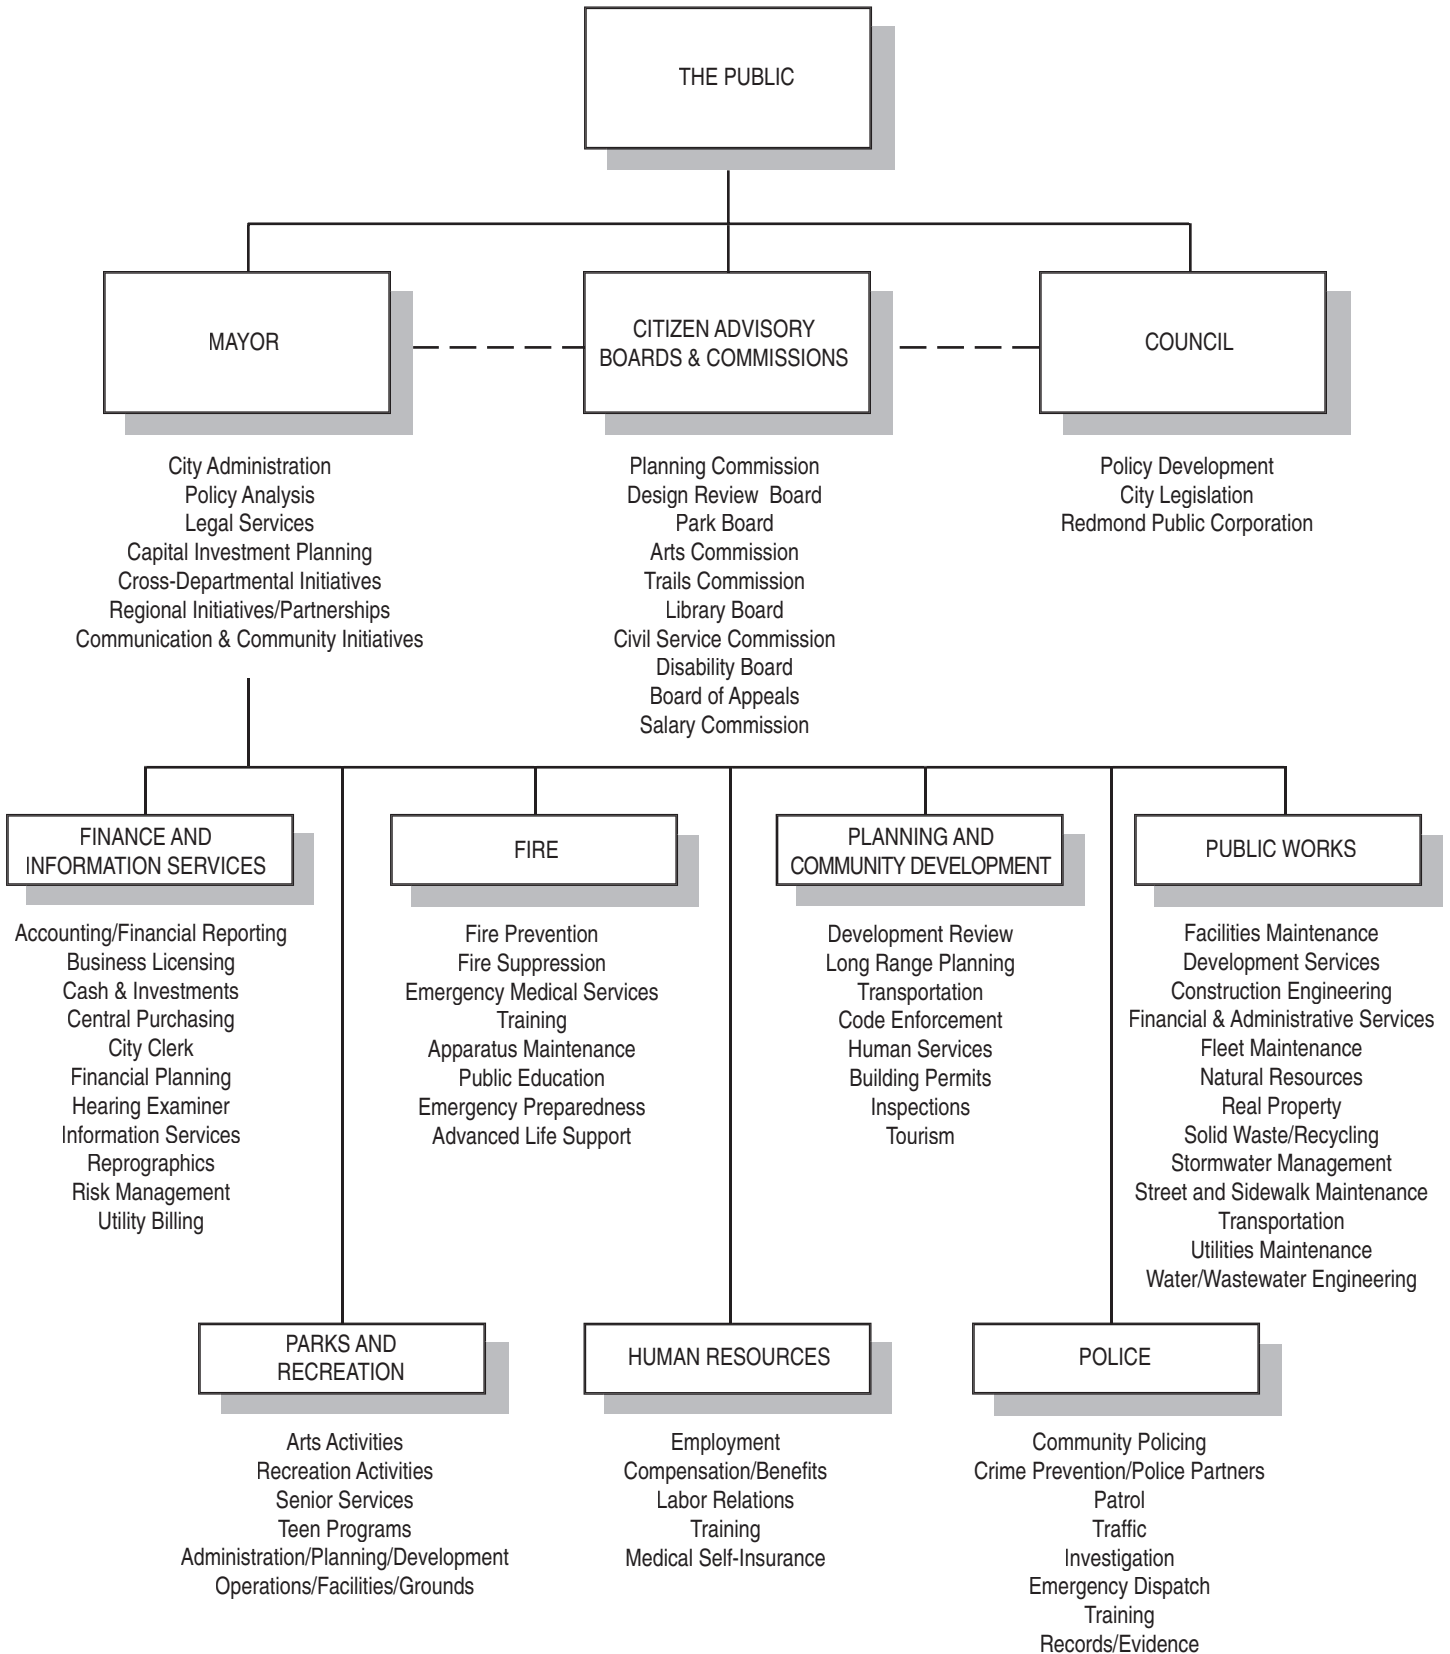 THE PUBLIC
MAYOR
CITIZEN ADVISORY
BOARDS & COMMISSIONS
COUNCIL
City Administration
Policy Analysis
Legal Services
Capital Investment Planning
Cross-Departmental Initiatives
Regional Initiatives/Partnerships
Communication & Community Initiatives
Planning Commission
Design Review Board
Park Board
Arts Commission
Trails Commission
Library Board
Civil Service Commission
Disability Board
Board of Appeals
Salary Commission
Policy Development
City Legislation
Redmond Public Corporation
FINANCE AND
INFORMATION SERVICES
Accounting/Financial Reporting
Business Licensing
Cash & Investments
Central Purchasing
City Clerk
Financial Planning
Hearing Examiner
Information Services
Reprographics
Risk Management
Utility Billing
FIRE
Fire Prevention
Fire Suppression
Emergency Medical Services
Training
Apparatus Maintenance
Public Education
Emergency Preparedness
Advanced Life Support
PLANNING AND
COMMUNITY DEVELOPMENT
Development Review
Long Range Planning
Transportation
Code Enforcement
Human Services
Building Permits
Inspections
Tourism
PUBLIC WORKS
Facilities Maintenance
Development Services
Construction Engineering
Financial & Administrative Services
Fleet Maintenance
Natural Resources
Real Property
Solid Waste/Recycling
Stormwater Management
Street and Sidewalk Maintenance
Transportation
Utilities Maintenance
Water/Wastewater Engineering
PARKS AND
RECREATION
Arts Activities
Recreation Activities
Senior Services
Teen Programs
Administration/Planning/Development
Operations/Facilities/Grounds
HUMAN RESOURCES
Employment
Compensation/Benefits
Labor Relations
Training
Medical Self-Insurance
POLICE
Community Policing
Crime Prevention/Police Partners
Patrol
Traffic
Investigation
Emergency Dispatch
Training
Records/Evidence